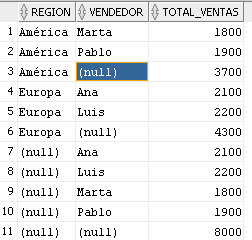 REGION VENDEDOR TOTAL_VENTAS
1 América Marta 1800
2 América Pablo 1900
3 América (null) 3700
4 Europa Ana 2100
5 Europa Luis 2200
6 Europa (null) 4300
7 (null) Ana 2100
8 (null) Luis 2200
9 (null) Marta 1800
10 (null) Pablo 1900
11 (null) (null) 8000